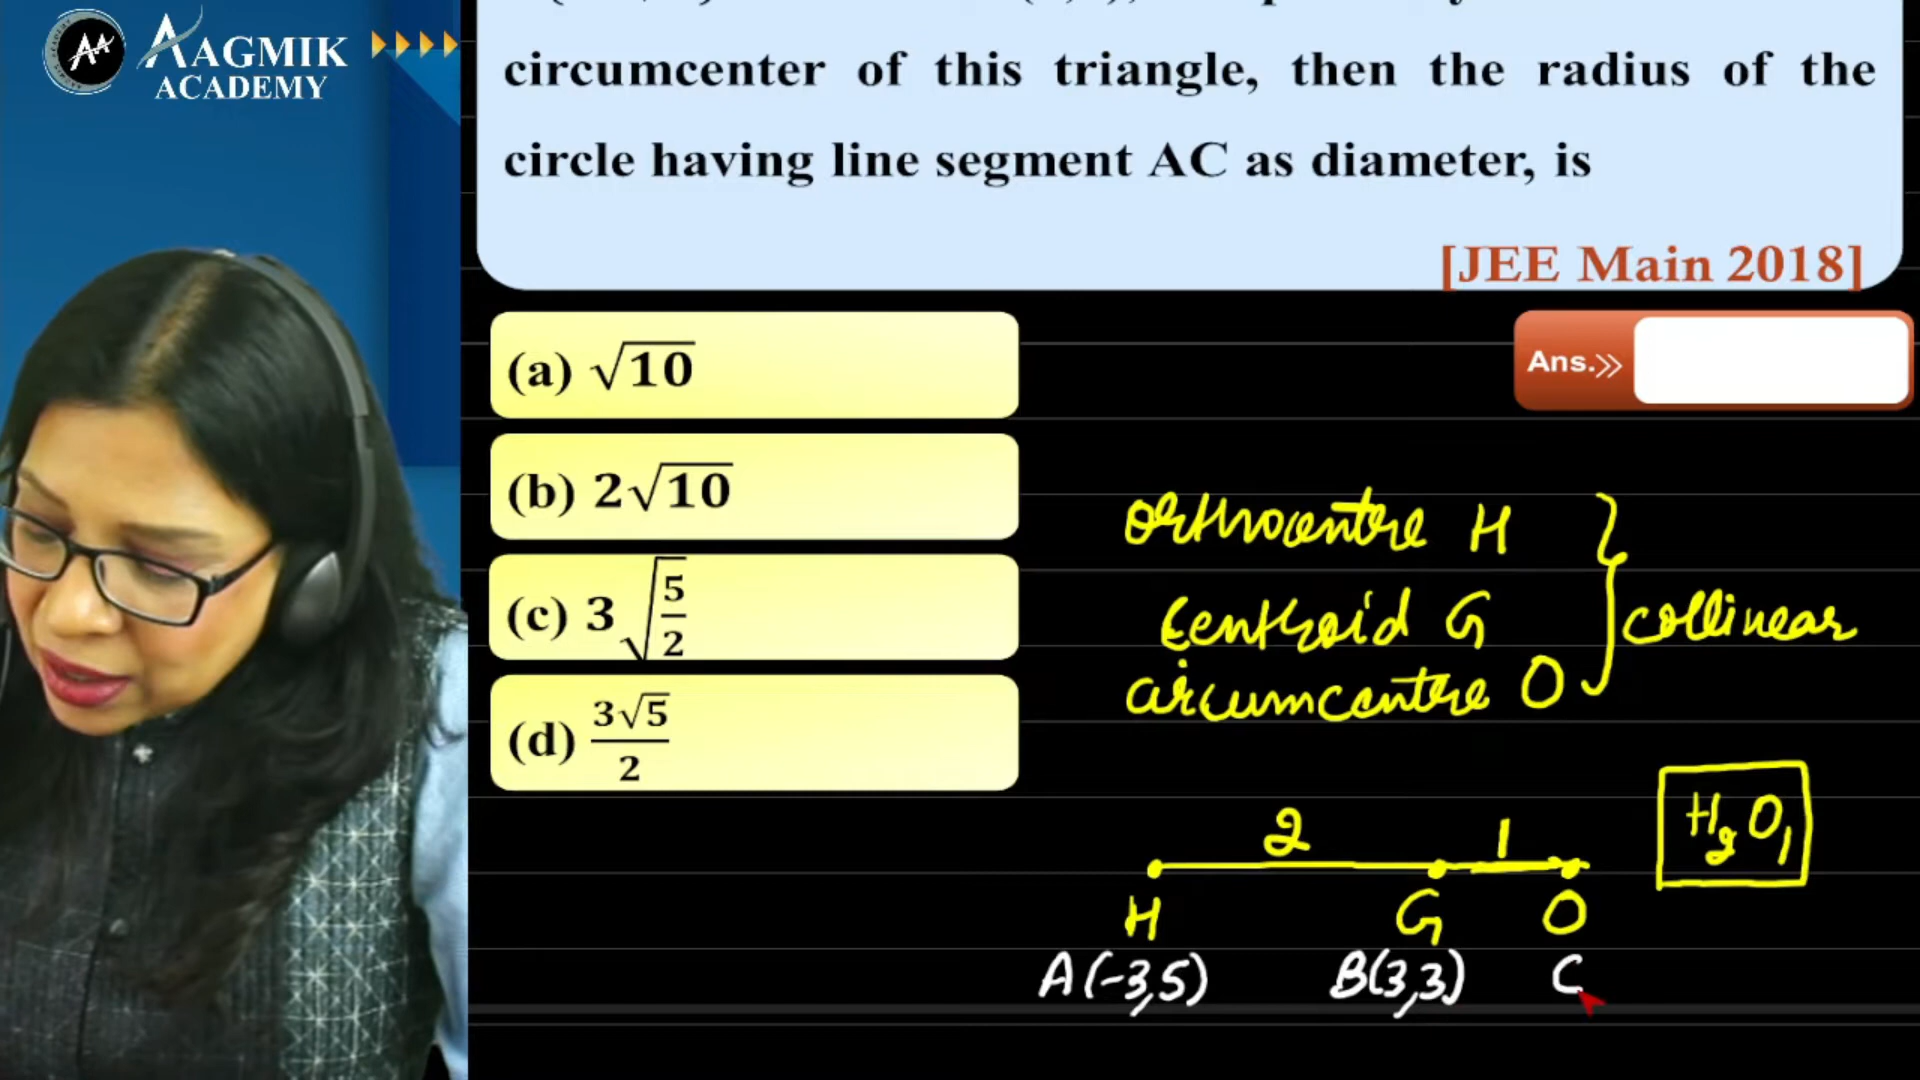 AAGMIK
ACADEMY
circumcenter of this triangle, then the radius of the
circle having line segment AC as diameter, is
[JEE Main 2018]
(a) √10
(b) 2√10
(c) 3√(5/2)
(d) 3√5/2
Ans.>>
Orthocentre H
Centroid G
circumcentre O
collinear
H₂O₁
2 1
H G O
A(-3,5) B(3,3) C